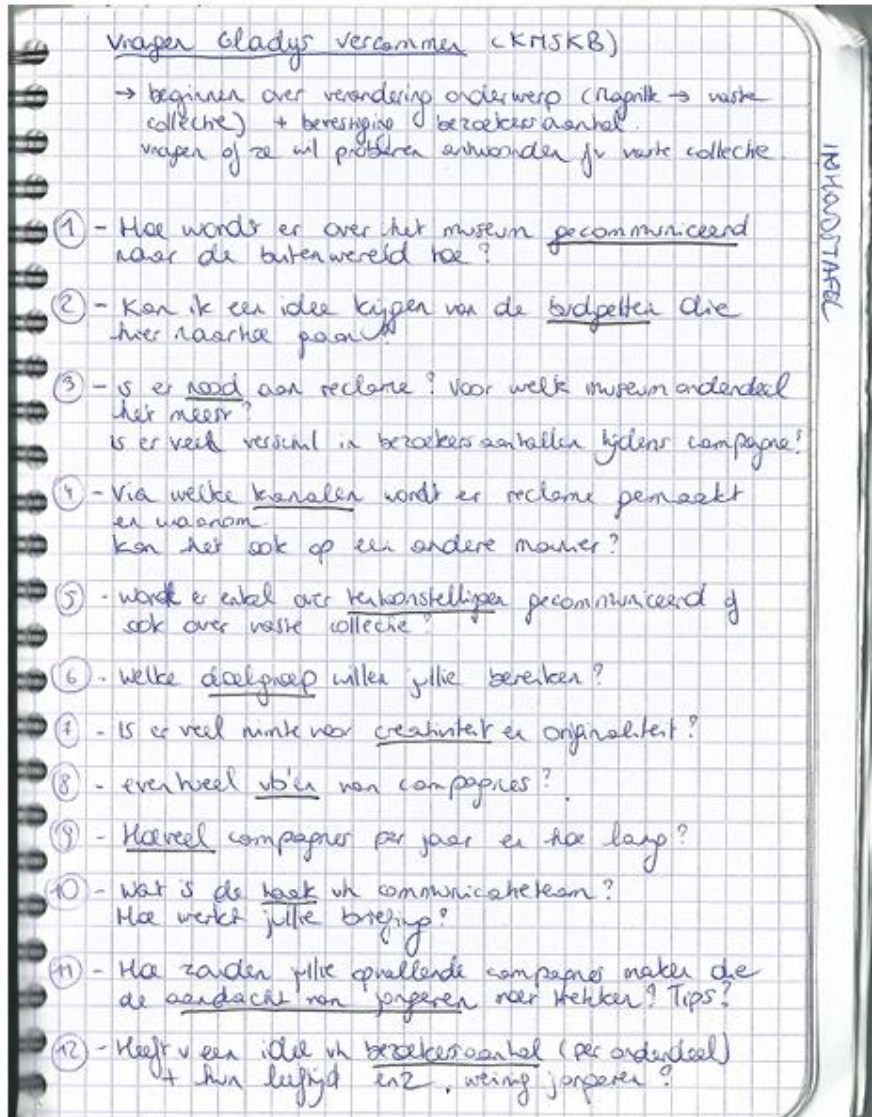 Vragen Gladys Vercammen (KMSKB)
→ beginnen over verandering onderwerp (Magritte → vaste
collectie) + bevestiging bezoekersaantal.
vragen of ze wil proberen antwoorden vaste collectie
1 - Hoe wordt er over het museum gecommuniceerd
naar de buitenwereld toe?
2 - Kan ik een idee krijgen van de budgetten die
hier naartoe gaan?
3 - is er nood aan reclame? Voor welk museumonderdeel
het meest?
is er veel verschil in bezoekersaantallen tijdens campagne?
4 - Via welke kanalen wordt er reclame gemaakt
en waarom.
Kan het ook op een andere manier?
5 - wordt er enkel over tentoonstellingen gecommuniceerd of
ook over vaste collectie?
6 - welke doelgroep willen jullie bereiken?
7 - Is er veel ruimte voor creativiteit en originaliteit?
8 - eventueel vb'en van campagnes?
9 - Hoeveel campagnes per jaar en hoe lang?
10 - Wat is de taak vh communicatieteam?
Hoe werkt jullie briefing?
11 - Hoe zouden jullie opvallende campagnes maken die
de aandacht van jongeren meer trekken? Tips?
12 - Heeft u een idee vh bezoekersaantal (per onderdeel)
+ hun leeftijd enz. weinig jongeren?
INHOUDSTAFEL